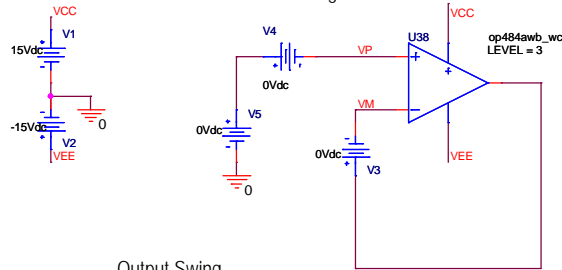 VCC
V1
15Vdc
0
-15Vdc
V2
VEE
V4
0Vdc
V5
0Vdc
0
VP
VM
0Vdc
V3
U38
VCC
op484awb_wc
LEVEL = 3
VEE
Output Swing